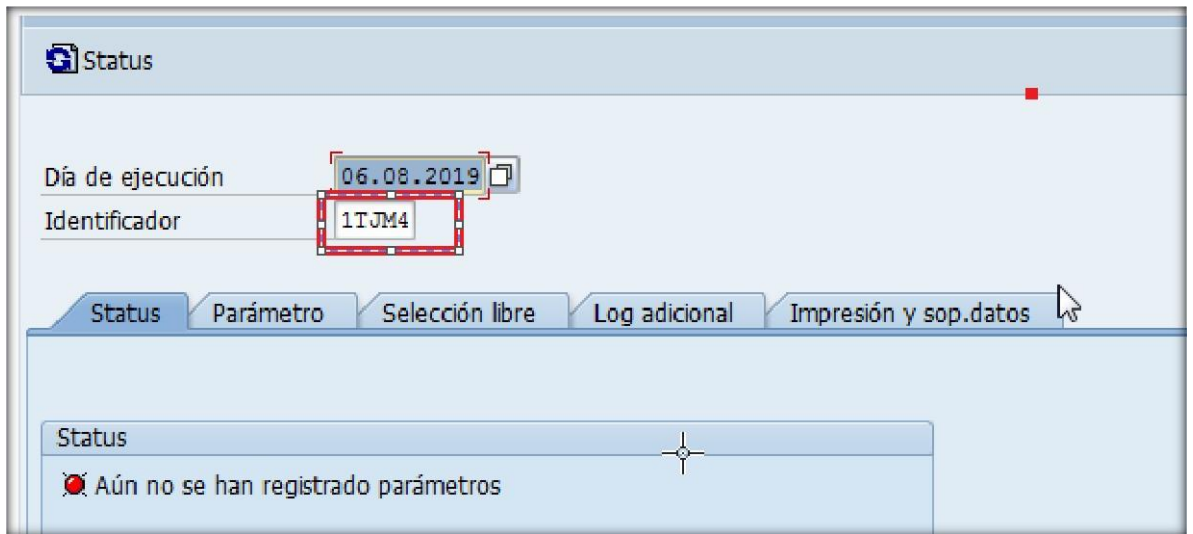 Status
Día de ejecución 06.08.2019
Identificador 1TJM4
Status Parámetro Selección libre Log adicional Impresión y sop.datos
Status
Aún no se han registrado parámetros